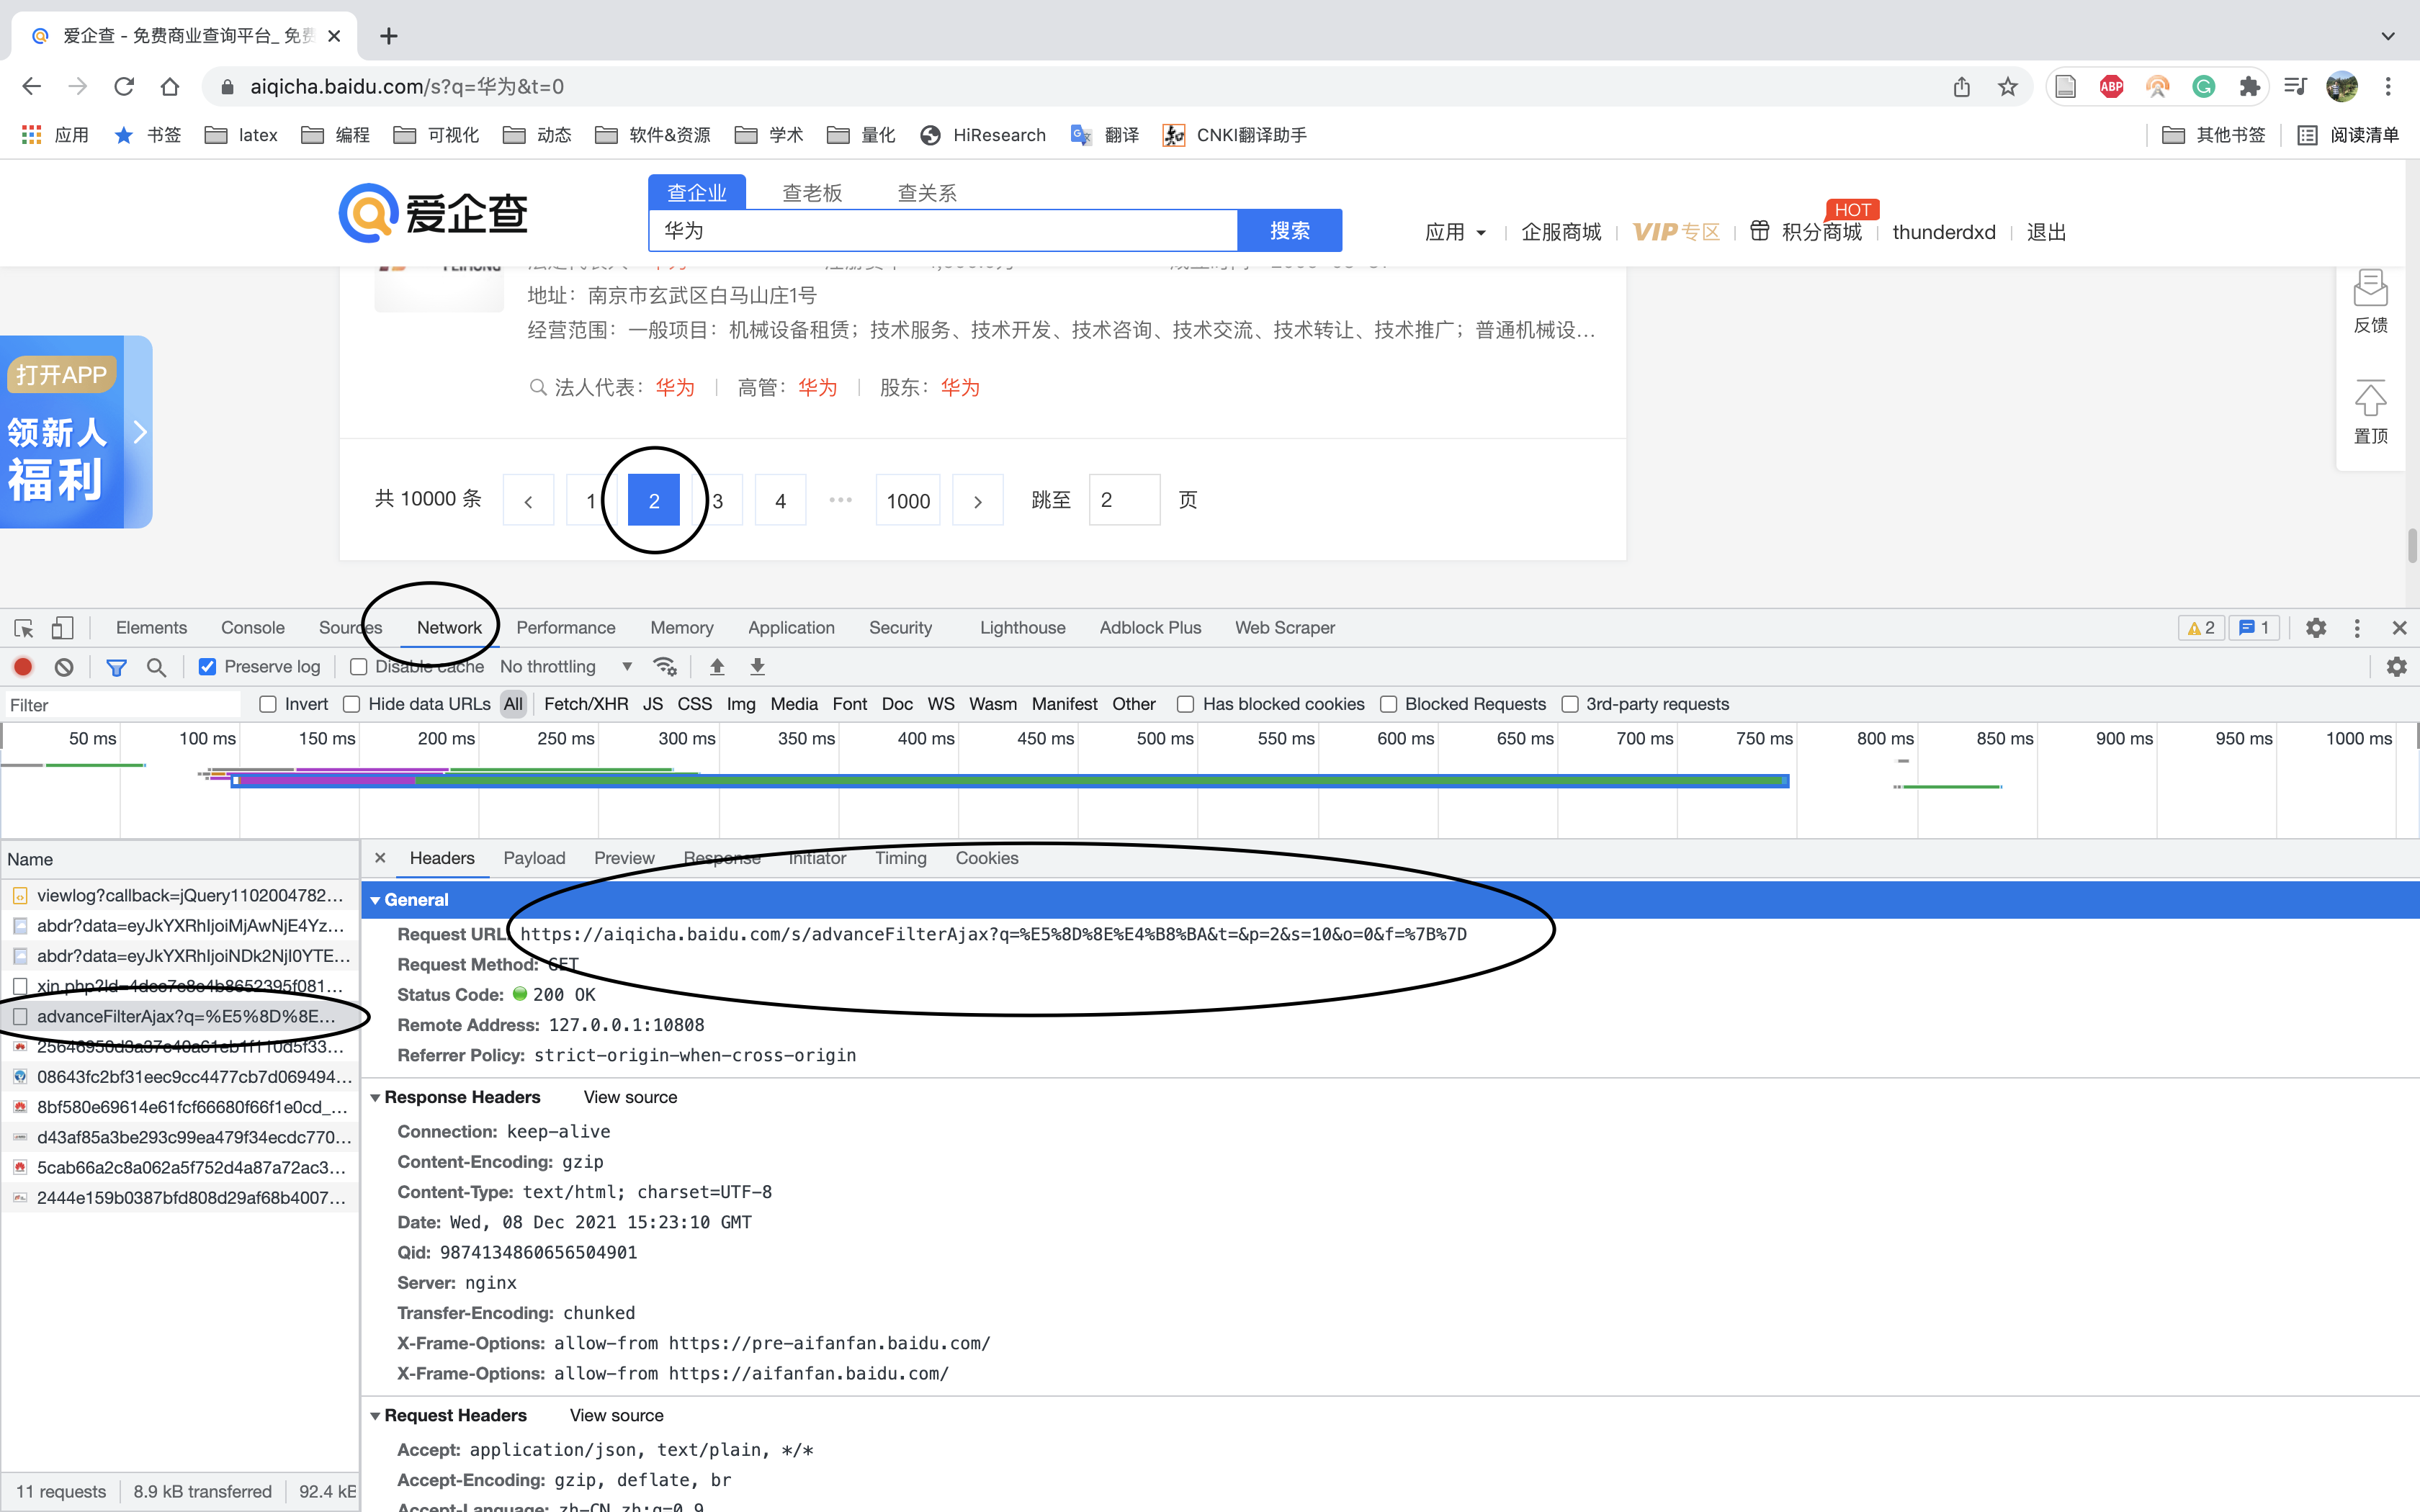 爱企查 - 免费商业查询平台_ 免费
aiqicha.baidu.com/s?q=华为&t=0
ABP
应用 书签 latex 编程 可视化 动态 软件&资源 学术 量化 HiResearch 翻译 CNKI翻译助手 其他书签 阅读清单
爱企查
查企业 查老板 查关系
华为 搜索
应用 企服商城 VIP专区 积分商城 HOT thunderdxd 退出
地址：南京市玄武区白马山庄1号
经营范围：一般项目：机械设备租赁；技术服务、技术开发、技术咨询、技术交流、技术转让、技术推广；普通机械设...
法人代表：华为 高管：华为 股东：华为
反馈
置顶
打开APP
领新人
福利
共 10000 条 < 1 2 3 4 ••• 1000 > 跳至 2 页
Elements Console Sources Network Performance Memory Application Security Lighthouse Adblock Plus Web Scraper 2 1
Preserve log Disable cache No throttling
Filter Invert Hide data URLs All Fetch/XHR JS CSS Img Media Font Doc WS Wasm Manifest Other Has blocked cookies Blocked Requests 3rd-party requests
50 ms 100 ms 150 ms 200 ms 250 ms 300 ms 350 ms 400 ms 450 ms 500 ms 550 ms 600 ms 650 ms 700 ms 750 ms 800 ms 850 ms 900 ms 950 ms 1000 ms
Name
viewlog?callback=jQuery1102004782...
abdr?data=eyJkYXRhIjoiMjAwNjE4Yz...
abdr?data=eyJkYXRhIjoiNDk2NjI0YTE...
advanceFilterAjax?q=%E5%8D%8E...
08643fc2bf31eec9cc4477cb7d069494...
8bf580e69614e61fcf66680f66f1e0cd_...
d43af85a3be293c99ea479f34ecdc770...
5cab66a2c8a062a5f752d4a87a72ac3...
2444e159b0387bfd808d29af68b4007...
11 requests 8.9 kB transferred 92.4 kB
Headers Payload Preview Response Initiator Timing Cookies
General
Request URL: https://aiqicha.baidu.com/s/advanceFilterAjax?q=%E5%8D%8E%E4%B8%BA&t=&p=2&s=10&o=0&f=%7B%7D
Request Method: GET
Status Code: 200 OK
Remote Address: 127.0.0.1:10808
Referrer Policy: strict-origin-when-cross-origin
Response Headers View source
Connection: keep-alive
Content-Encoding: gzip
Content-Type: text/html; charset=UTF-8
Date: Wed, 08 Dec 2021 15:23:10 GMT
Qid: 9874134860656504901
Server: nginx
Transfer-Encoding: chunked
X-Frame-Options: allow-from https://pre-aifanfan.baidu.com/
X-Frame-Options: allow-from https://aifanfan.baidu.com/
Request Headers View source
Accept: application/json, text/plain, */*
Accept-Encoding: gzip, deflate, br
Accept-Language: zh-CN,zh;q=0.9